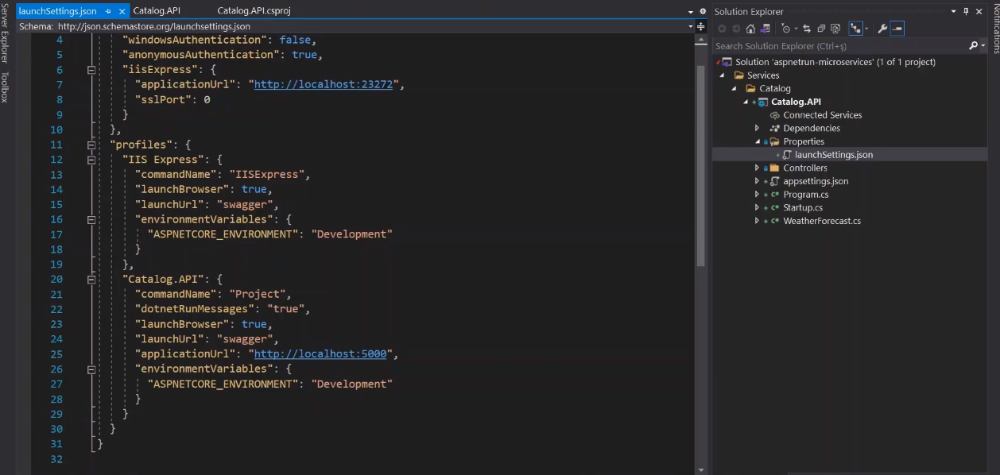 Server Explorer
Toolbox
launchSettings.json
Catalog.API
Catalog.API.csproj
Schema: http://json.schemastore.org/launchsettings.json
4 "windowsAuthentication": false,
5 "anonymousAuthentication": true,
6 "iisExpress": {
7 "applicationUrl": "http://localhost:23272",
8 "sslPort": 0
9 }
10 },
11 "profiles": {
12 "IIS Express": {
13 "commandName": "IISExpress",
14 "launchBrowser": true,
15 "launchUrl": "swagger",
16 "environmentVariables": {
17 "ASPNETCORE_ENVIRONMENT": "Development"
18 }
19 },
20 "Catalog.API": {
21 "commandName": "Project",
22 "dotnetRunMessages": "true",
23 "launchBrowser": true,
24 "launchUrl": "swagger",
25 "applicationUrl": "http://localhost:5000",
26 "environmentVariables": {
27 "ASPNETCORE_ENVIRONMENT": "Development"
28 }
29 }
30 }
31 }
32
Solution Explorer
Search Solution Explorer (Ctrl+ş)
Solution 'aspnetrun-microservices' (1 of 1 project)
Services
Catalog
Catalog.API
Connected Services
Dependencies
Properties
launchSettings.json
Controllers
appsettings.json
C# Program.cs
C# Startup.cs
C# WeatherForecast.cs
Notifications